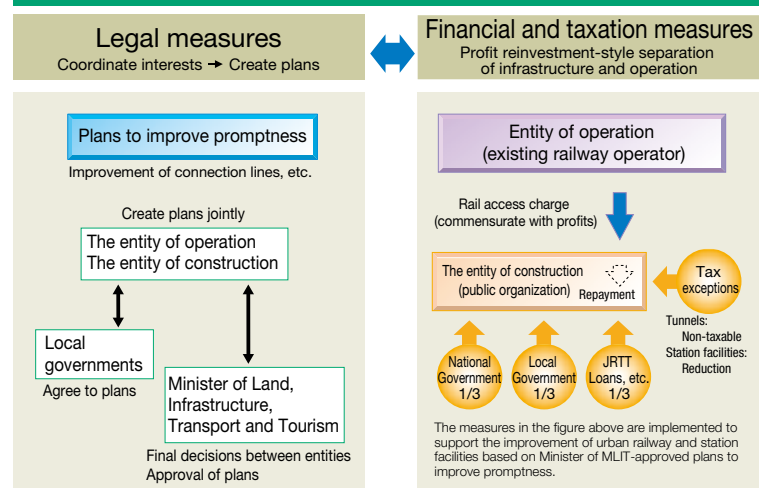 Legal measures
Coordinate interests → Create plans
Plans to improve promptness
Improvement of connection lines, etc.
Create plans jointly
The entity of operation
The entity of construction
Local
governments
Agree to plans
Minister of Land,
Infrastructure,
Transport and Tourism
Final decisions between entities
Approval of plans
Financial and taxation measures
Profit reinvestment-style separation
of infrastructure and operation
Entity of operation
(existing railway operator)
Rail access charge
(commensurate with profits)
The entity of construction
(public organization)
Repayment
Tax
exceptions
Tunnels:
Non-taxable
Station facilities:
Reduction
National
Government
1/3
Local
Government
1/3
JRTT
Loans, etc.
1/3
The measures in the figure above are implemented to
support the improvement of urban railway and station
facilities based on Minister of MLIT-approved plans to
improve promptness.